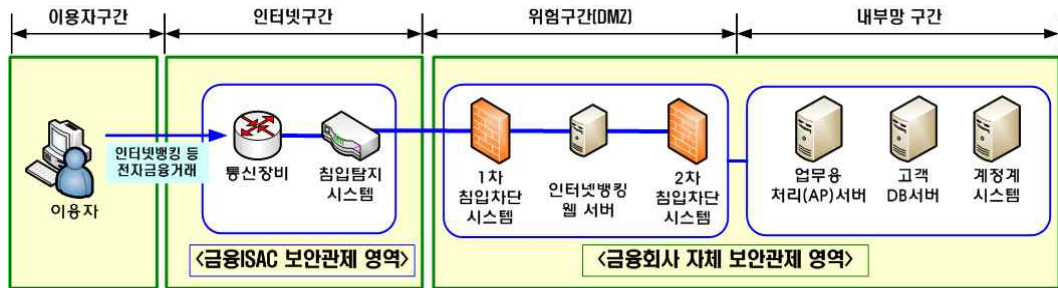 이용자구간
인터넷구간
위험구간(DMZ)
내부망 구간
인터넷뱅킹 등
전자금융거래
이용자
통신장비
침입탐지
시스템
1차
침입차단
시스템
인터넷뱅킹
웹 서버
2차
침입차단
시스템
업무용
처리(AP)서버
고객
DB서버
계정계
시스템
<금융ISAC 보안관제 영역>
<금융회사 자체 보안관제 영역>